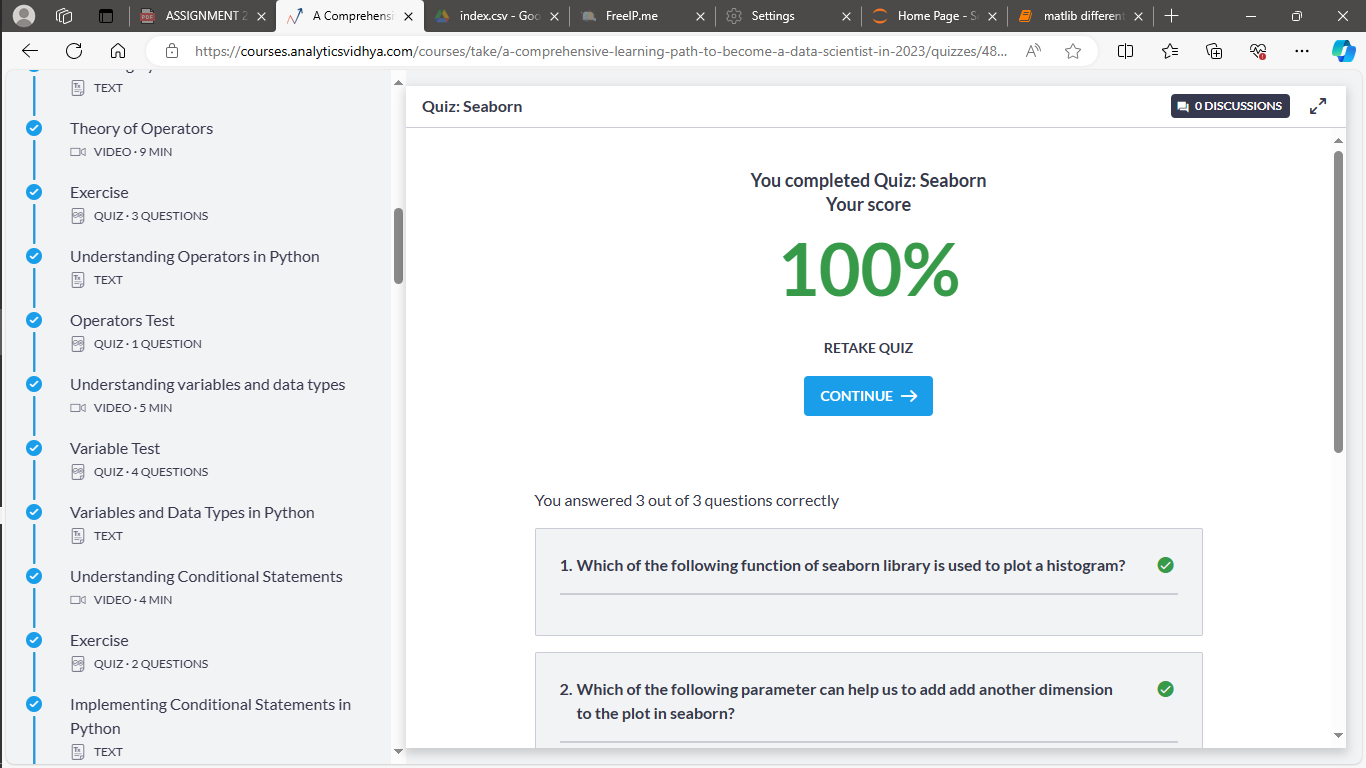 ASSIGNMENT 2
A Comprehensi
index.csv - Goo
FreeIP.me
Settings
Home Page - S
matlib different
https://courses.analyticsvidhya.com/courses/take/a-comprehensive-learning-path-to-become-a-data-scientist-in-2023/quizzes/48...
TEXT
Theory of Operators
VIDEO · 9 MIN
Exercise
QUIZ · 3 QUESTIONS
Understanding Operators in Python
TEXT
Operators Test
QUIZ · 1 QUESTION
Understanding variables and data types
VIDEO · 5 MIN
Variable Test
QUIZ · 4 QUESTIONS
Variables and Data Types in Python
TEXT
Understanding Conditional Statements
VIDEO · 4 MIN
Exercise
QUIZ · 2 QUESTIONS
Implementing Conditional Statements in
Python
TEXT
Quiz: Seaborn
0 DISCUSSIONS
You completed Quiz: Seaborn
Your score
100%
RETAKE QUIZ
CONTINUE →
You answered 3 out of 3 questions correctly
1. Which of the following function of seaborn library is used to plot a histogram?
2. Which of the following parameter can help us to add add another dimension
to the plot in seaborn?